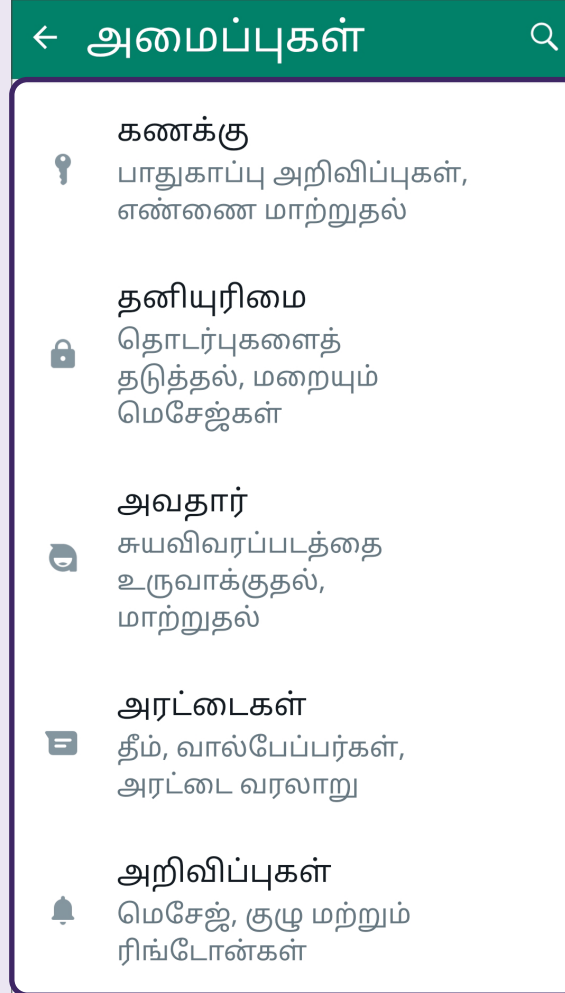 அமைப்புகள்
கணக்கு
பாதுகாப்பு அறிவிப்புகள்,
எண்ணை மாற்றுதல்
தனியுரிமை
தொடர்புகளைத்
தடுத்தல், மறையும்
மெசேஜ்கள்
அவதார்
சுயவிவரப்படத்தை
உருவாக்குதல்,
மாற்றுதல்
அரட்டைகள்
தீம், வால்பேப்பர்கள்,
அரட்டை வரலாறு
அறிவிப்புகள்
மெசேஜ், குழு மற்றும்
ரிங்டோன்கள்